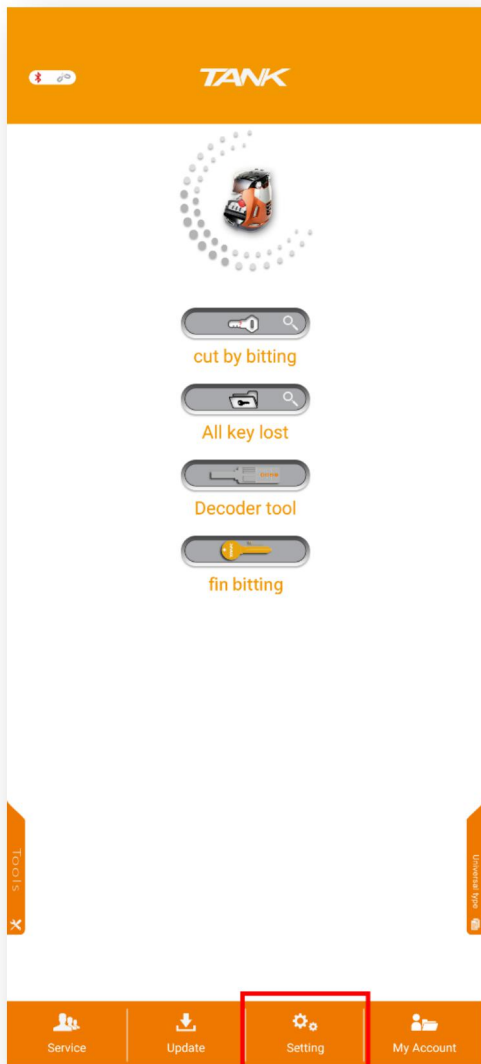 TANK
cut by bitting
All key lost
Decoder tool
fin bitting
Tools
Universal type
Service
Update
Setting
My Account